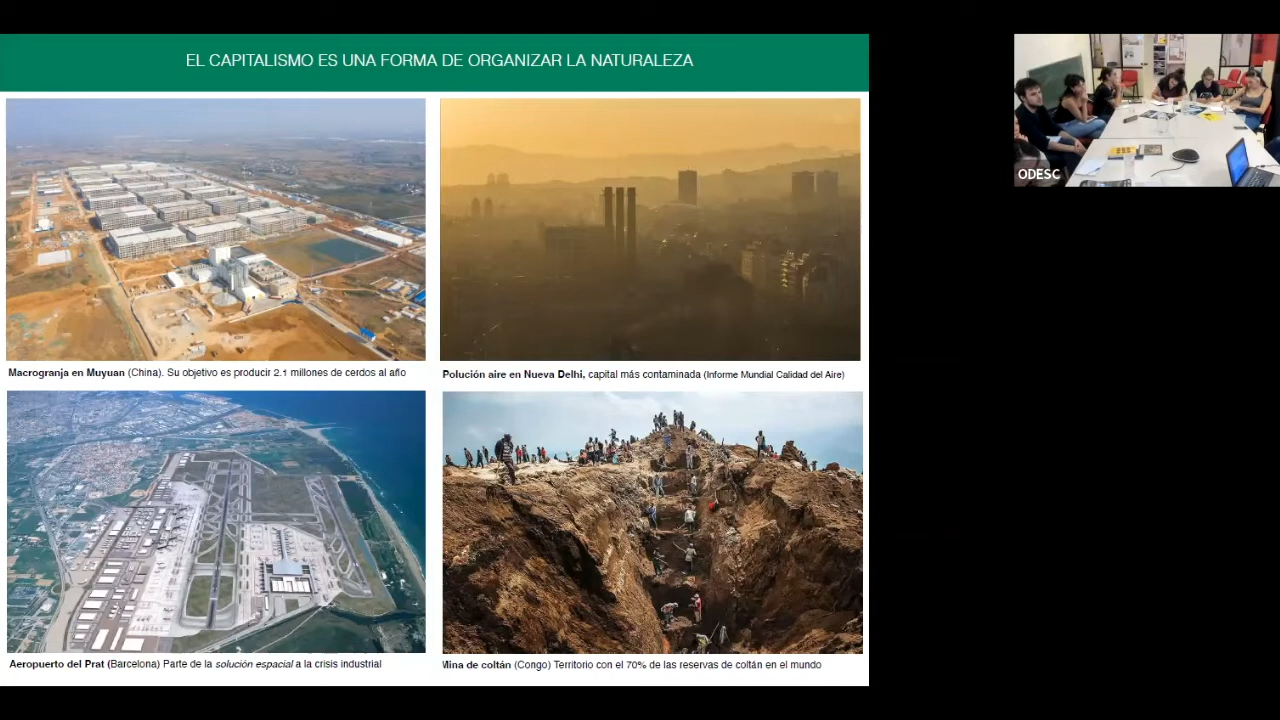 EL CAPITALISMO ES UNA FORMA DE ORGANIZAR LA NATURALEZA
ODESC
Macrogranja en Muyuan (China). Su objetivo es producir 2.1 millones de cerdos al año
Polución aire en Nueva Delhi, capital más contaminada (Informe Mundial Calidad del Aire)
Aeropuerto del Prat (Barcelona) Parte de la solución espacial a la crisis industrial
Mina de coltán (Congo) Territorio con el 70% de las reservas de coltán en el mundo